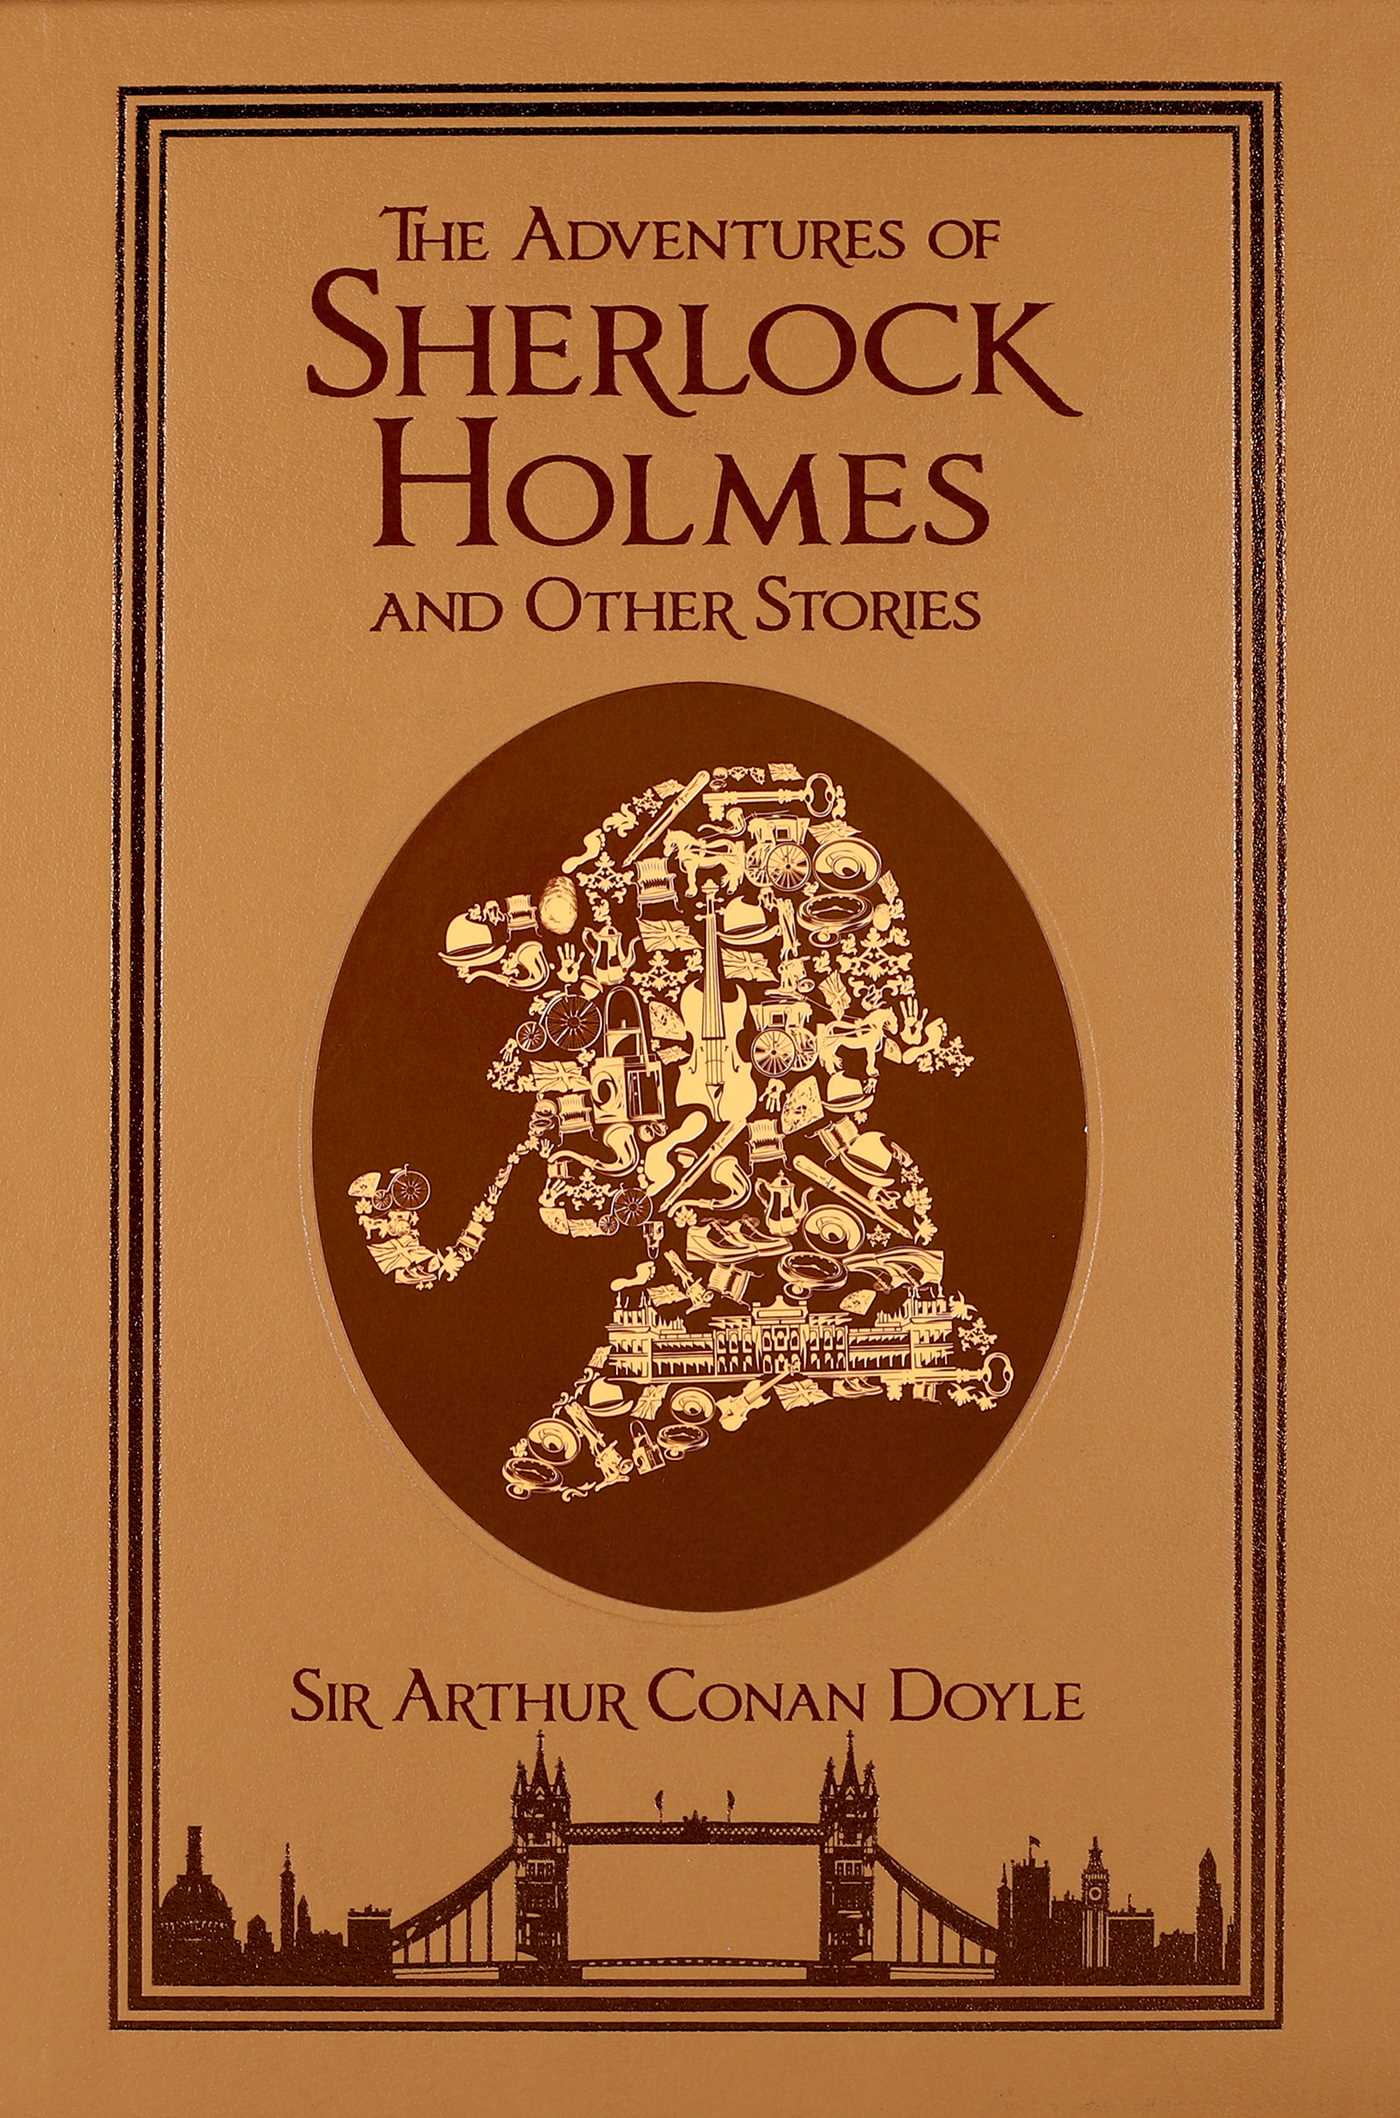 The Adventures of
Sherlock
Holmes
and Other Stories
Sir Arthur Conan Doyle